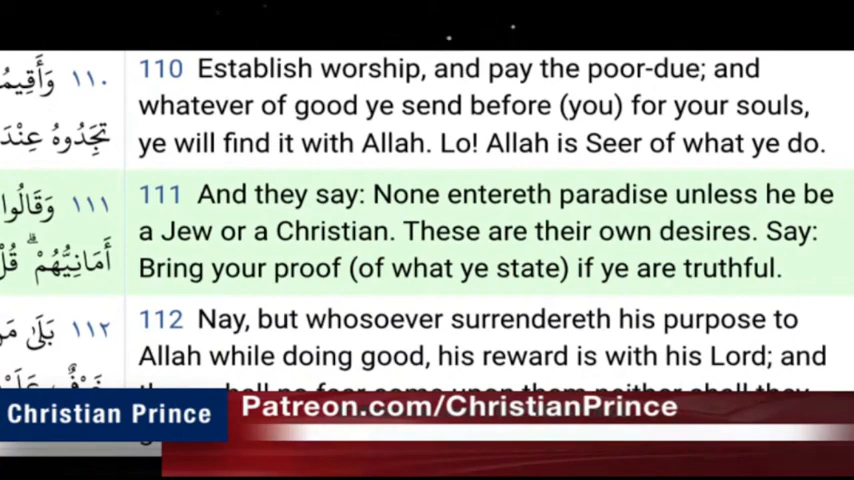 وَأَقِيمُ ١١٠
تَجِدُوهُ عِنْدَ
110 Establish worship, and pay the poor-due; and
whatever of good ye send before (you) for your souls,
ye will find it with Allah. Lo! Allah is Seer of what ye do.
وَقَالُوا ١١١
أَمَانِيُّهُمْ ۗ قُلْ
111 And they say: None entereth paradise unless he be
a Jew or a Christian. These are their own desires. Say:
Bring your proof (of what ye state) if ye are truthful.
بَلَىٰ مَنْ ١١٢
112 Nay, but whosoever surrendereth his purpose to
Allah while doing good, his reward is with his Lord; and
Christian Prince
Patreon.com/ChristianPrince